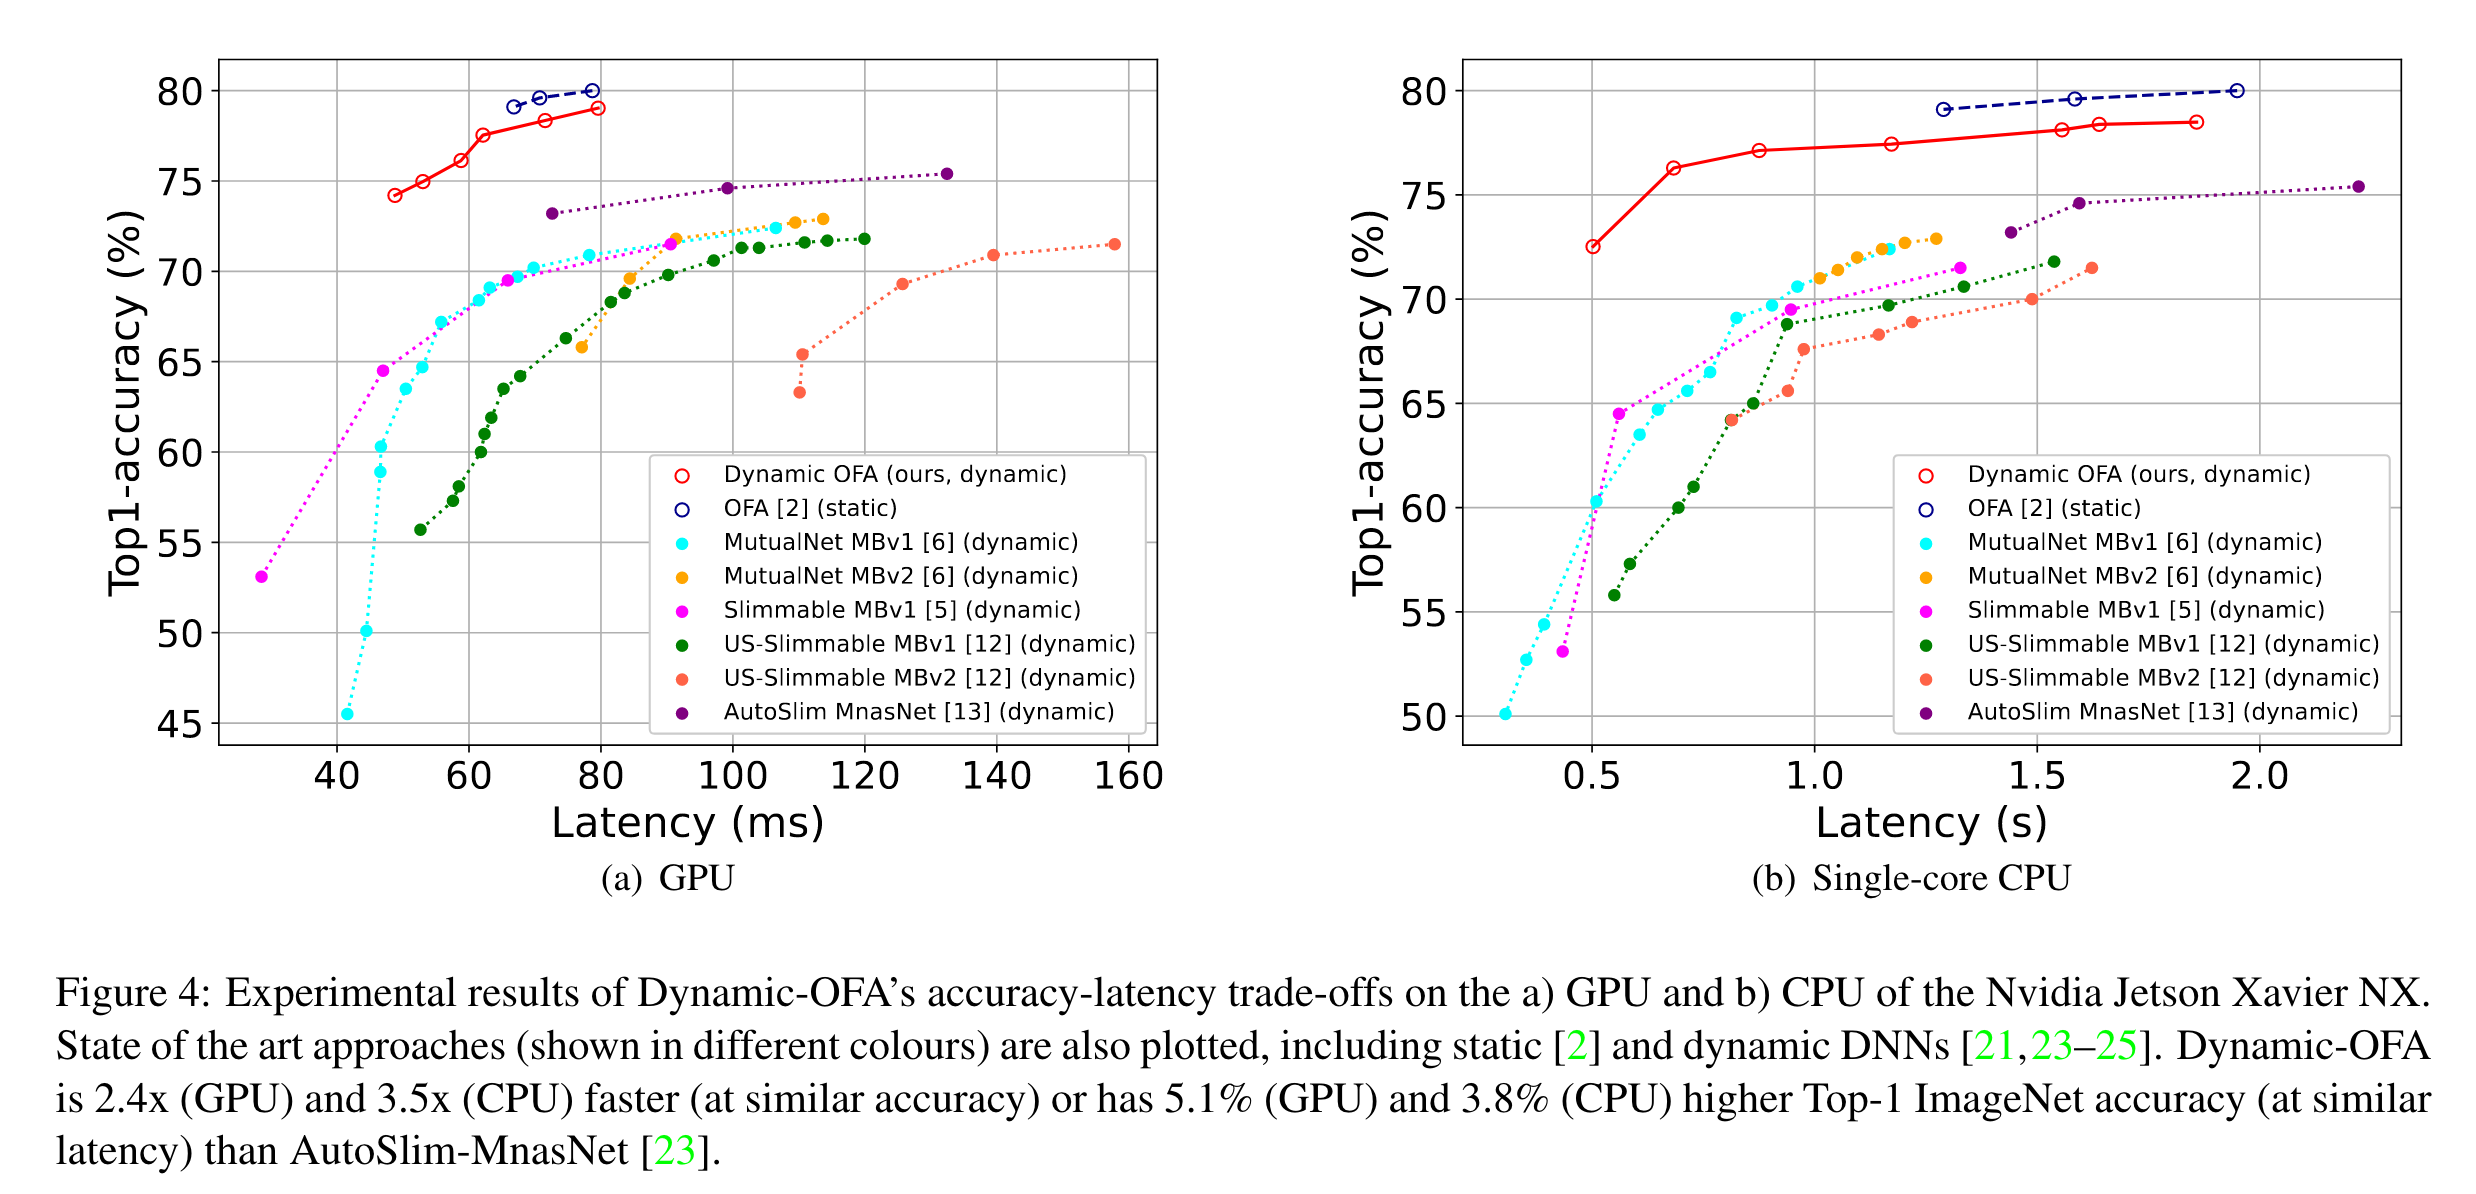 80
75
70
65
60
55
50
45
Top1-accuracy (%)
40 60 80 100 120 140 160
Latency (ms)
Dynamic OFA (ours, dynamic)
OFA [2] (static)
MutualNet MBv1 [6] (dynamic)
MutualNet MBv2 [6] (dynamic)
Slimmable MBv1 [5] (dynamic)
US-Slimmable MBv1 [12] (dynamic)
US-Slimmable MBv2 [12] (dynamic)
AutoSlim MnasNet [13] (dynamic)
(a) GPU
80
75
70
65
60
55
50
Top1-accuracy (%)
0.5 1.0 1.5 2.0
Latency (s)
Dynamic OFA (ours, dynamic)
OFA [2] (static)
MutualNet MBv1 [6] (dynamic)
MutualNet MBv2 [6] (dynamic)
Slimmable MBv1 [5] (dynamic)
US-Slimmable MBv1 [12] (dynamic)
US-Slimmable MBv2 [12] (dynamic)
AutoSlim MnasNet [13] (dynamic)
(b) Single-core CPU
Figure 4: Experimental results of Dynamic-OFA's accuracy-latency trade-offs on the a) GPU and b) CPU of the Nvidia Jetson Xavier NX.
State of the art approaches (shown in different colours) are also plotted, including static [2] and dynamic DNNs [21,23–25]. Dynamic-OFA
is 2.4x (GPU) and 3.5x (CPU) faster (at similar accuracy) or has 5.1% (GPU) and 3.8% (CPU) higher Top-1 ImageNet accuracy (at similar
latency) than AutoSlim-MnasNet [23].